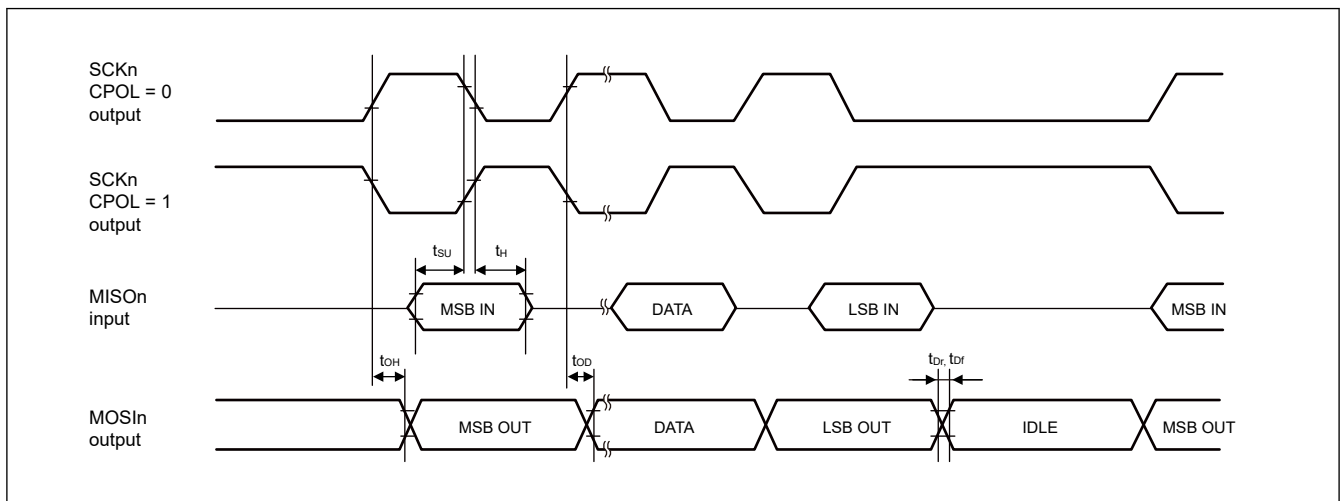 SCKn
CPOL = 0
output
SCKn
CPOL = 1
output
tSU
tH
MISOn
input
MSB IN
DATA
LSB IN
MSB IN
tOH
tOD
tDr, tDf
MOSIn
output
MSB OUT
DATA
LSB OUT
IDLE
MSB OUT